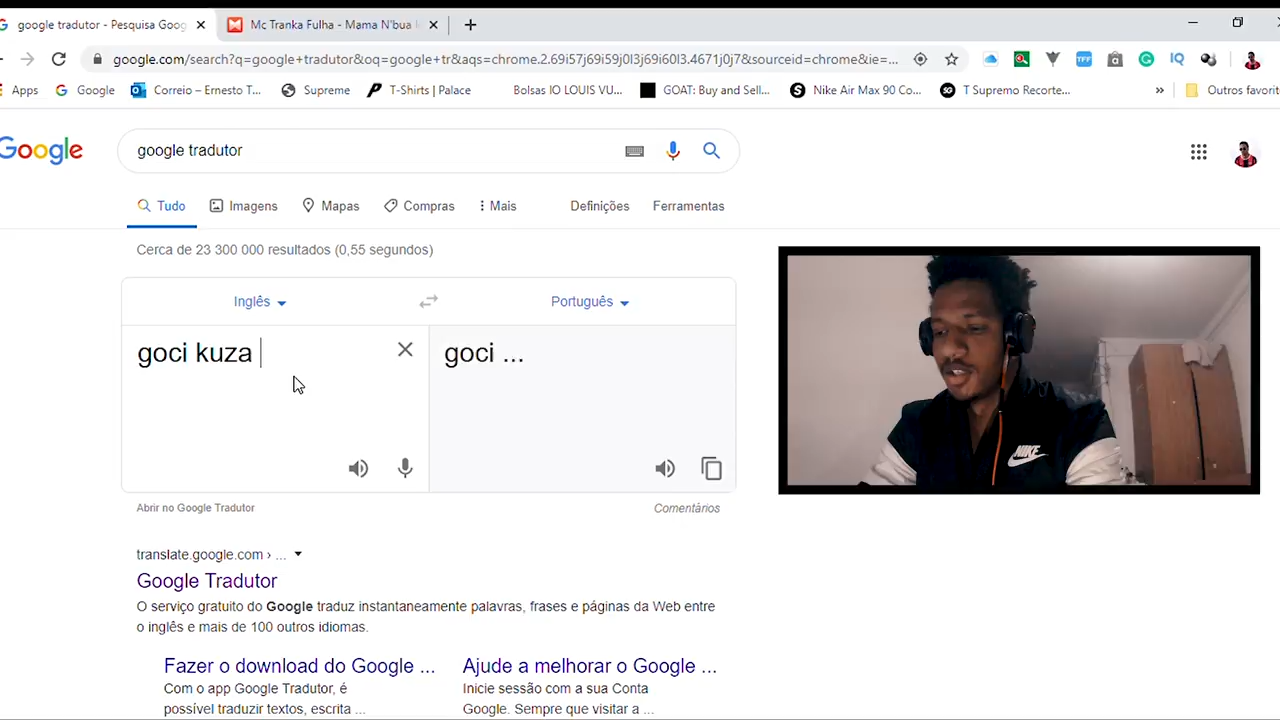 google tradutor - Pesquisa Goog
Mc Tranka Fulha - Mama N'bua
google.com/search?q=google+tradutor&oq=google+tr&aqs=chrome.2.69i57j69i59j0l3j69i60l3.4671j0j7&sourceid=chrome&ie=...
Apps Google Correio – Ernesto T... Supreme T-Shirts | Palace Bolsas IO LOUIS VU... GOAT: Buy and Sell... Nike Air Max 90 Co... T Supremo Recorte... » Outros favorit
Google
google tradutor
Tudo Imagens Mapas Compras Mais Definições Ferramentas
Cerca de 23 300 000 resultados (0,55 segundos)
Inglês Português
goci kuza
goci ...
NIKE
Abrir no Google Tradutor Comentários
translate.google.com › ...
Google Tradutor
O serviço gratuito do Google traduz instantaneamente palavras, frases e páginas da Web entre
o inglês e mais de 100 outros idiomas.
Fazer o download do Google ...
Com o app Google Tradutor, é
possível traduzir textos, escrita ...
Ajude a melhorar o Google ...
Inicie sessão com a sua Conta
Google. Sempre que visitar a ...